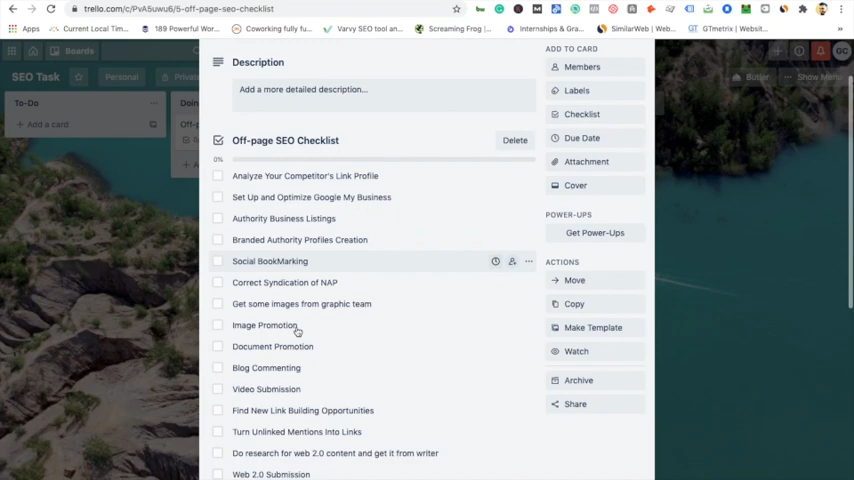 trello.com/c/PvA5uwu6/5-off-page-seo-checklist
Apps
Current Local Tim...
189 Powerful Wor...
Coworking fully fu...
Varvy SEO tool an...
Screaming Frog |...
Internships & Gra...
SimilarWeb | Web...
GTmetrix | Websit...
Boards
GC
SEO Task
Personal
Butler
Show Menu
To-Do
Add a card
Description
Add a more detailed description...
Off-page SEO Checklist
Delete
0%
Analyze Your Competitor's Link Profile
Set Up and Optimize Google My Business
Authority Business Listings
Branded Authority Profiles Creation
Social BookMarking
Correct Syndication of NAP
Get some images from graphic team
Image Promotion
Document Promotion
Blog Commenting
Video Submission
Find New Link Building Opportunities
Turn Unlinked Mentions Into Links
Do research for web 2.0 content and get it from writer
Web 2.0 Submission
ADD TO CARD
Members
Labels
Checklist
Due Date
Attachment
Cover
POWER-UPS
Get Power-Ups
ACTIONS
Move
Copy
Make Template
Watch
Archive
Share